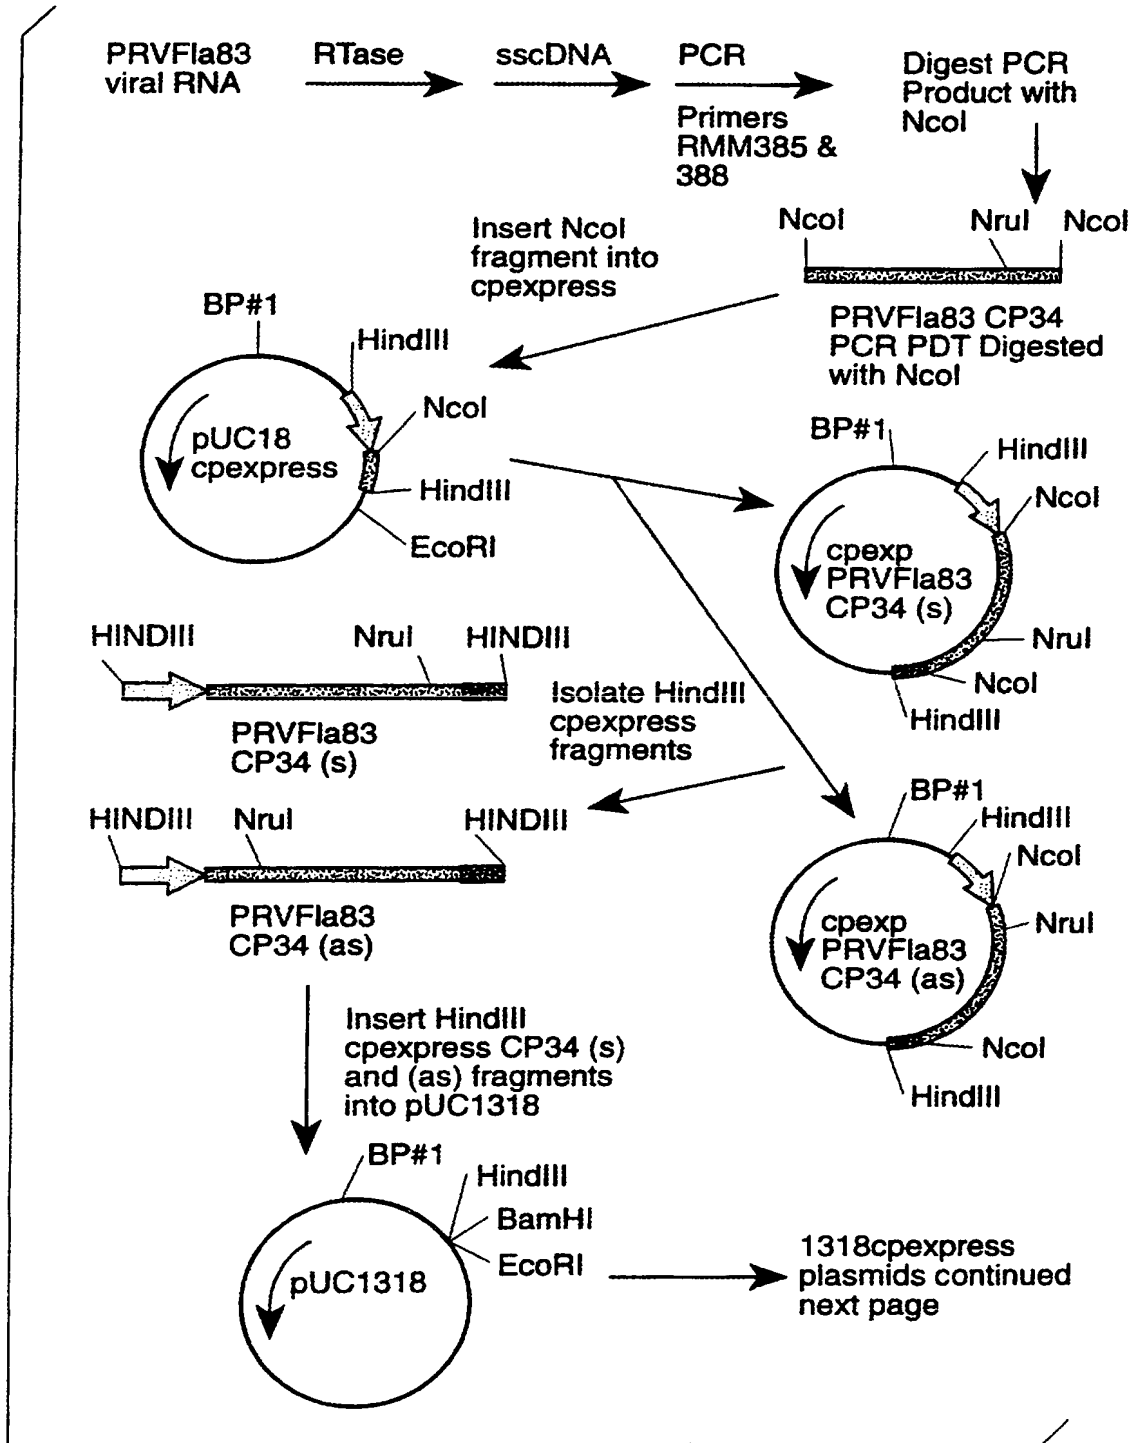 PRVFla83
viral RNA
RTase
sscDNA
PCR
Primers
RMM385 &
388
Digest PCR
Product with
NcoI
NcoI
NruI
NcoI
PRVFla83 CP34
PCR PDT Digested
with NcoI
Insert NcoI
fragment into
cpexpress
BP#1
HindIII
NcoI
pUC18
cpexpress
HindIII
EcoRI
BP#1
HindIII
NcoI
cpexp
PRVFla83
CP34 (s)
NruI
NcoI
HindIII
HINDIII
NruI
HINDIII
PRVFla83
CP34 (s)
Isolate HindIII
cpexpress
fragments
HINDIII
NruI
HINDIII
PRVFla83
CP34 (as)
BP#1
HindIII
NcoI
NruI
cpexp
PRVFla83
CP34 (as)
NcoI
HindIII
Insert HindIII
cpexpress CP34 (s)
and (as) fragments
into pUC1318
BP#1
HindIII
BamHI
EcoRI
pUC1318
1318cpexpress
plasmids continued
next page